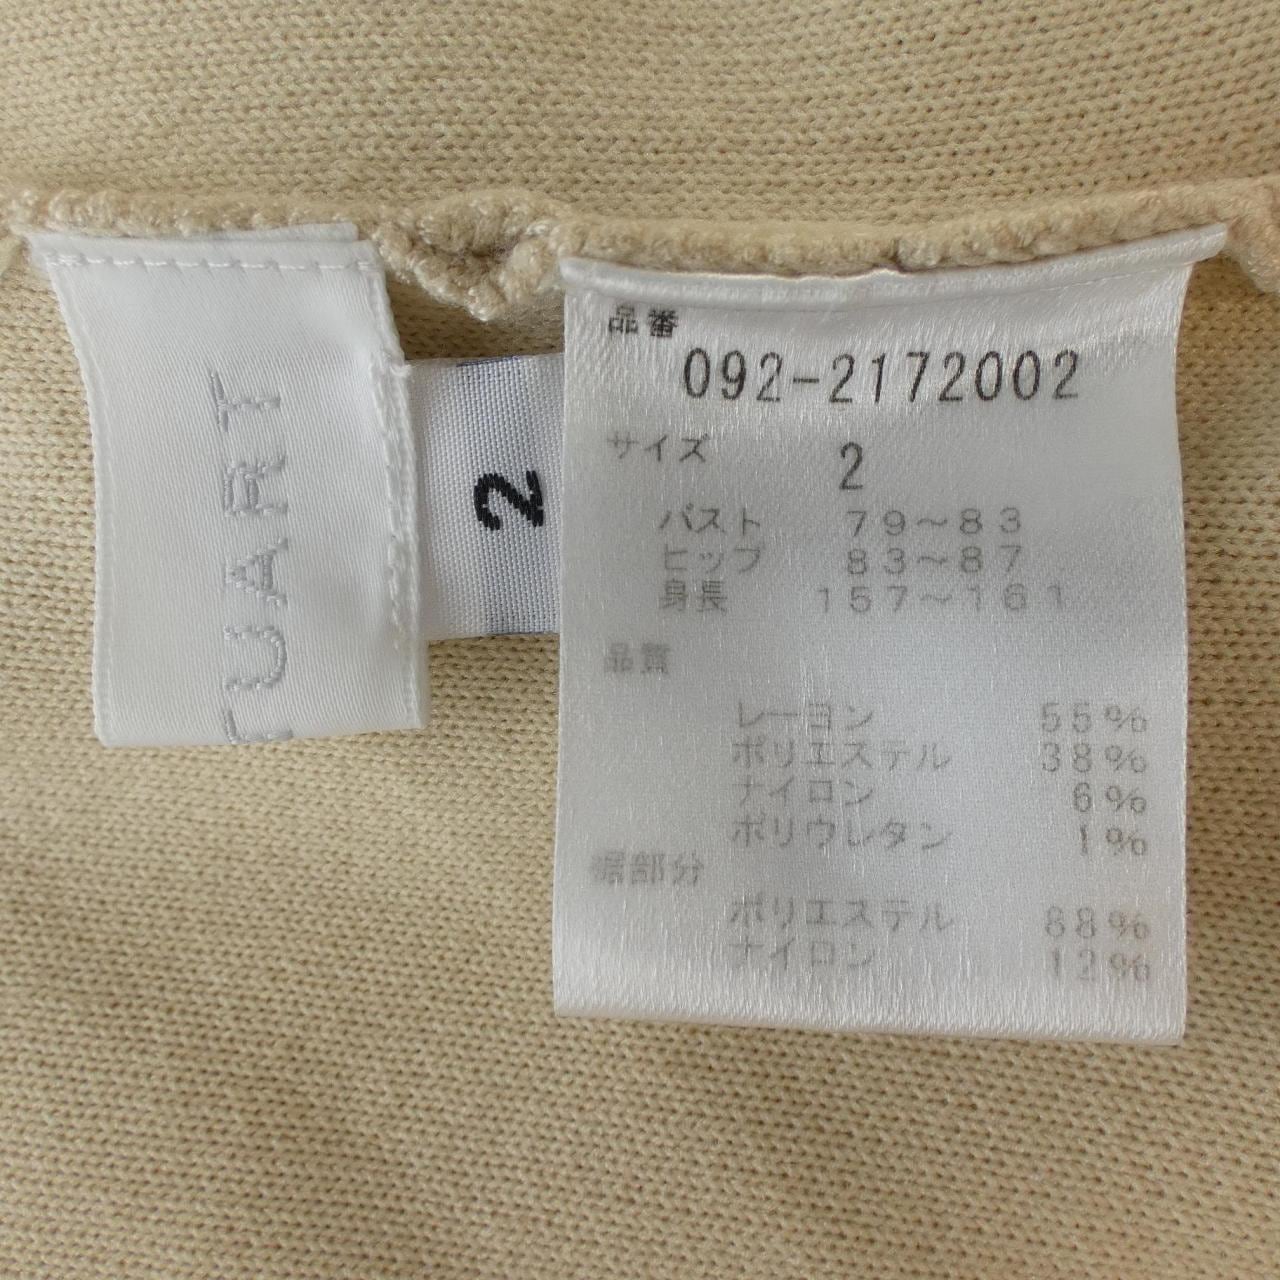 TUART
2
品番
092-2172002
サイズ 2
バスト 79～83
ヒップ 83～87
身長 157～161
品質
レーヨン 55%
ポリエステル 38%
ナイロン 6%
ポリウレタン 1%
裾部分
ポリエステル 88%
ナイロン 12%